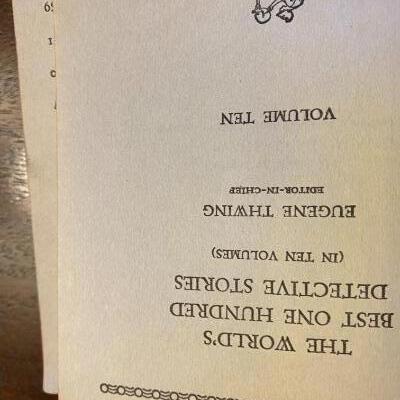 THE WORLD'S
BEST ONE HUNDRED
DETECTIVE STORIES
(IN TEN VOLUMES)
EUGENE THWING
EDITOR-IN-CHIEF
VOLUME TEN